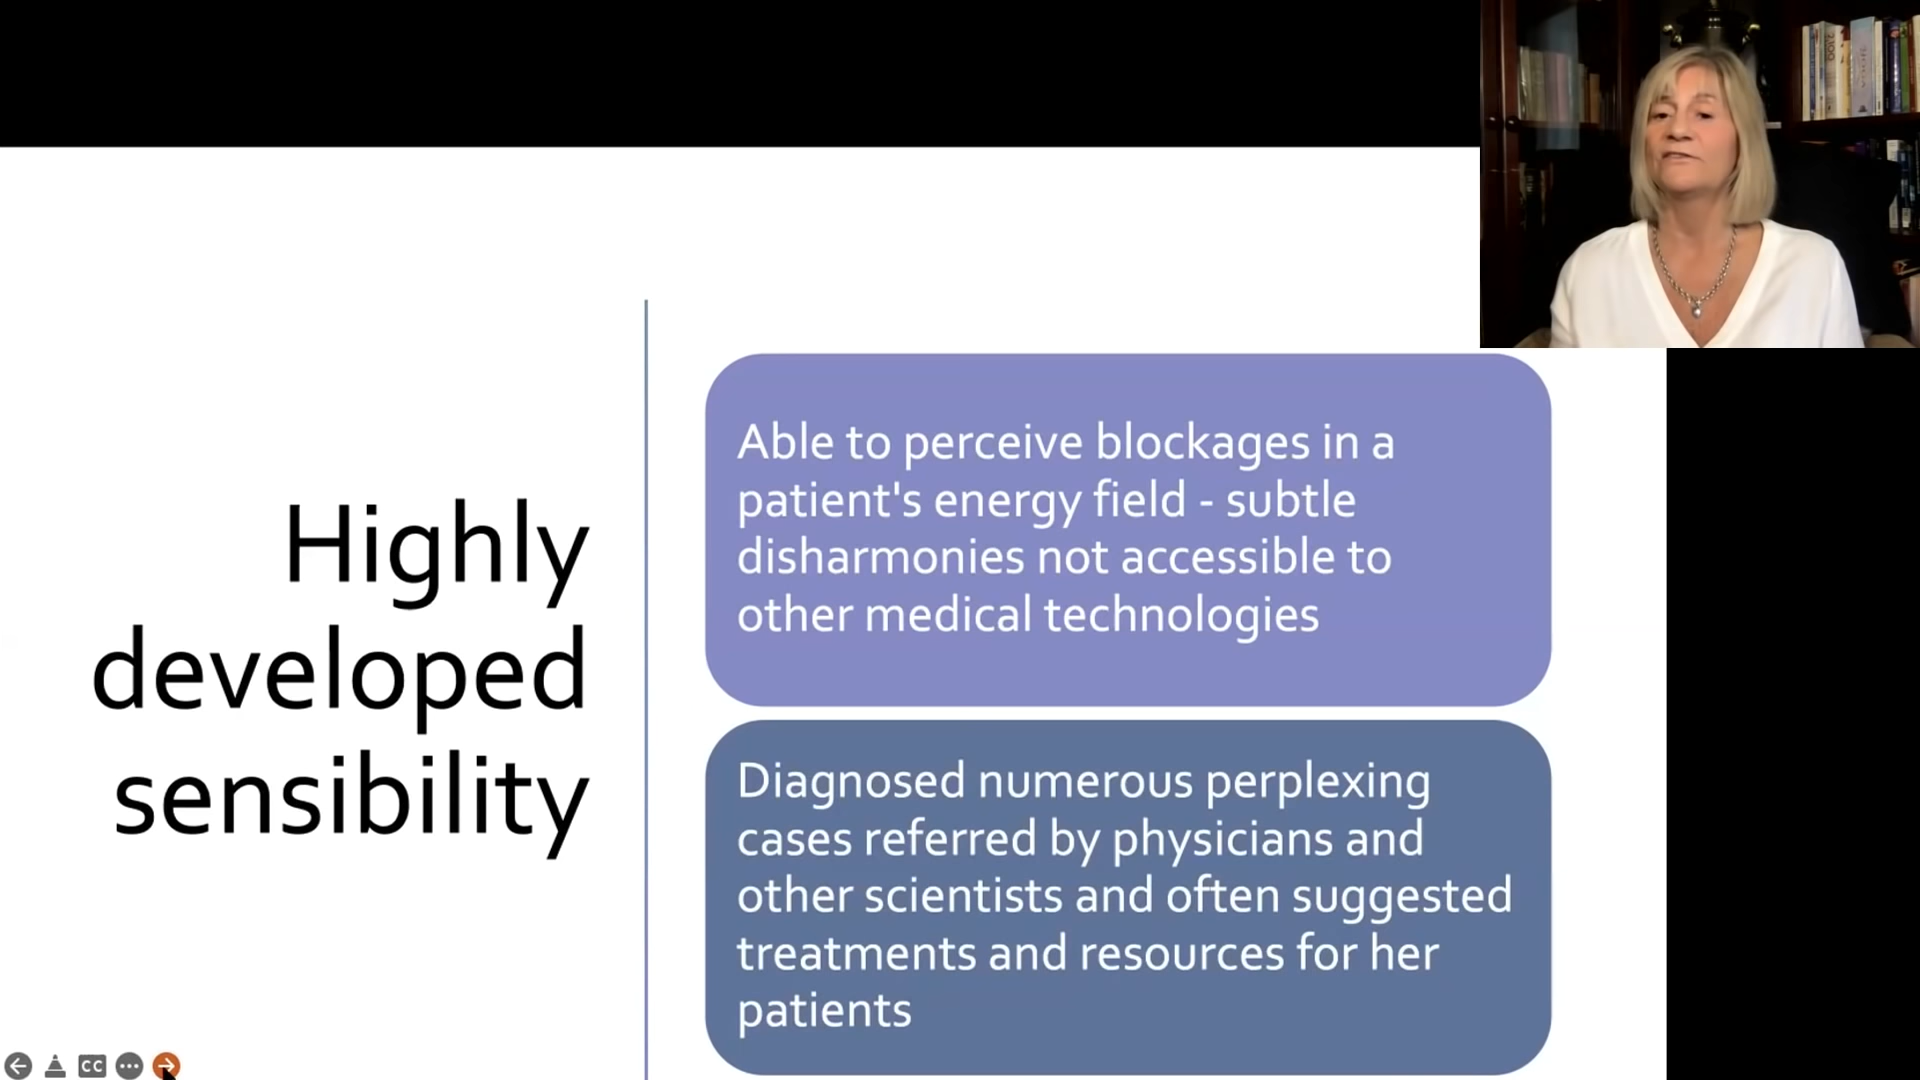 Highly
developed
sensibility
Able to perceive blockages in a
patient's energy field - subtle
disharmonies not accessible to
other medical technologies
Diagnosed numerous perplexing
cases referred by physicians and
other scientists and often suggested
treatments and resources for her
patients
CC